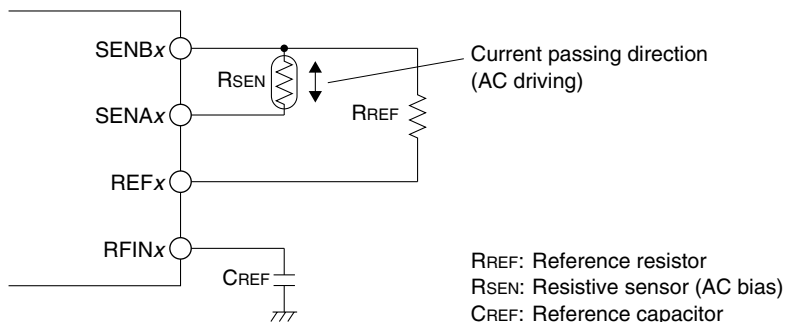 SENBx
RSEN
Current passing direction
(AC driving)
SENAx
RREF
REFx
RFINx
CREF
RREF: Reference resistor
RSEN: Resistive sensor (AC bias)
CREF: Reference capacitor